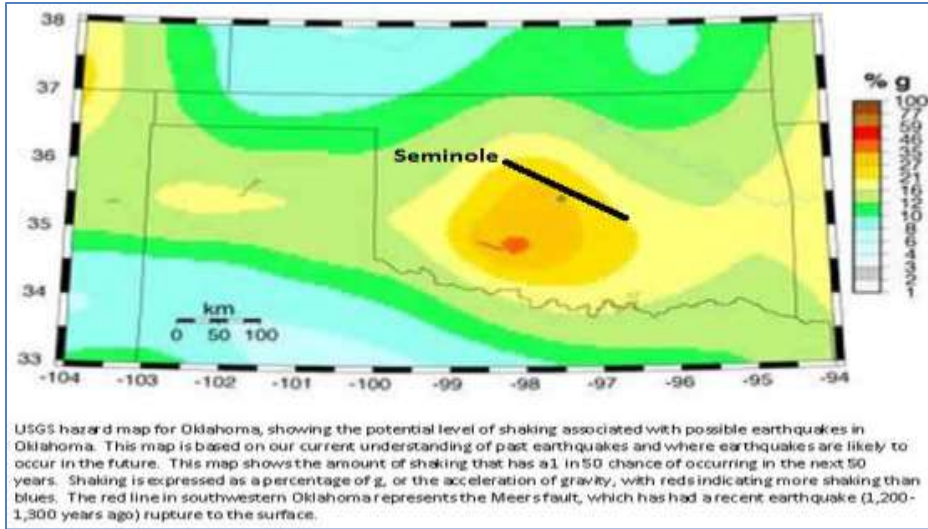 38
37
36
35
34
33
Seminole
km
0 50 100
-104 -103 -102 -101 -100 -99 -98 -97 -96 -95 -94
% g
100
77
59
46
35
27
21
16
12
10
8
6
4
3
2
1
USGS hazard map for Oklahoma, showing the potential level of shaking associated with possible earthquakes in
Oklahoma. This map is based on our current understanding of past earthquakes and where earthquakes are likely to
occur in the future. This map shows the amount of shaking that has a 1 in 50 chance of occurring in the next 50
years. Shaking is expressed as a percentage of g, or the acceleration of gravity, with reds indicating more shaking than
blues. The red line in southwestern Oklahoma represents the Meers fault, which has had a recent earthquake (1,200-
1,300 years ago) rupture to the surface.